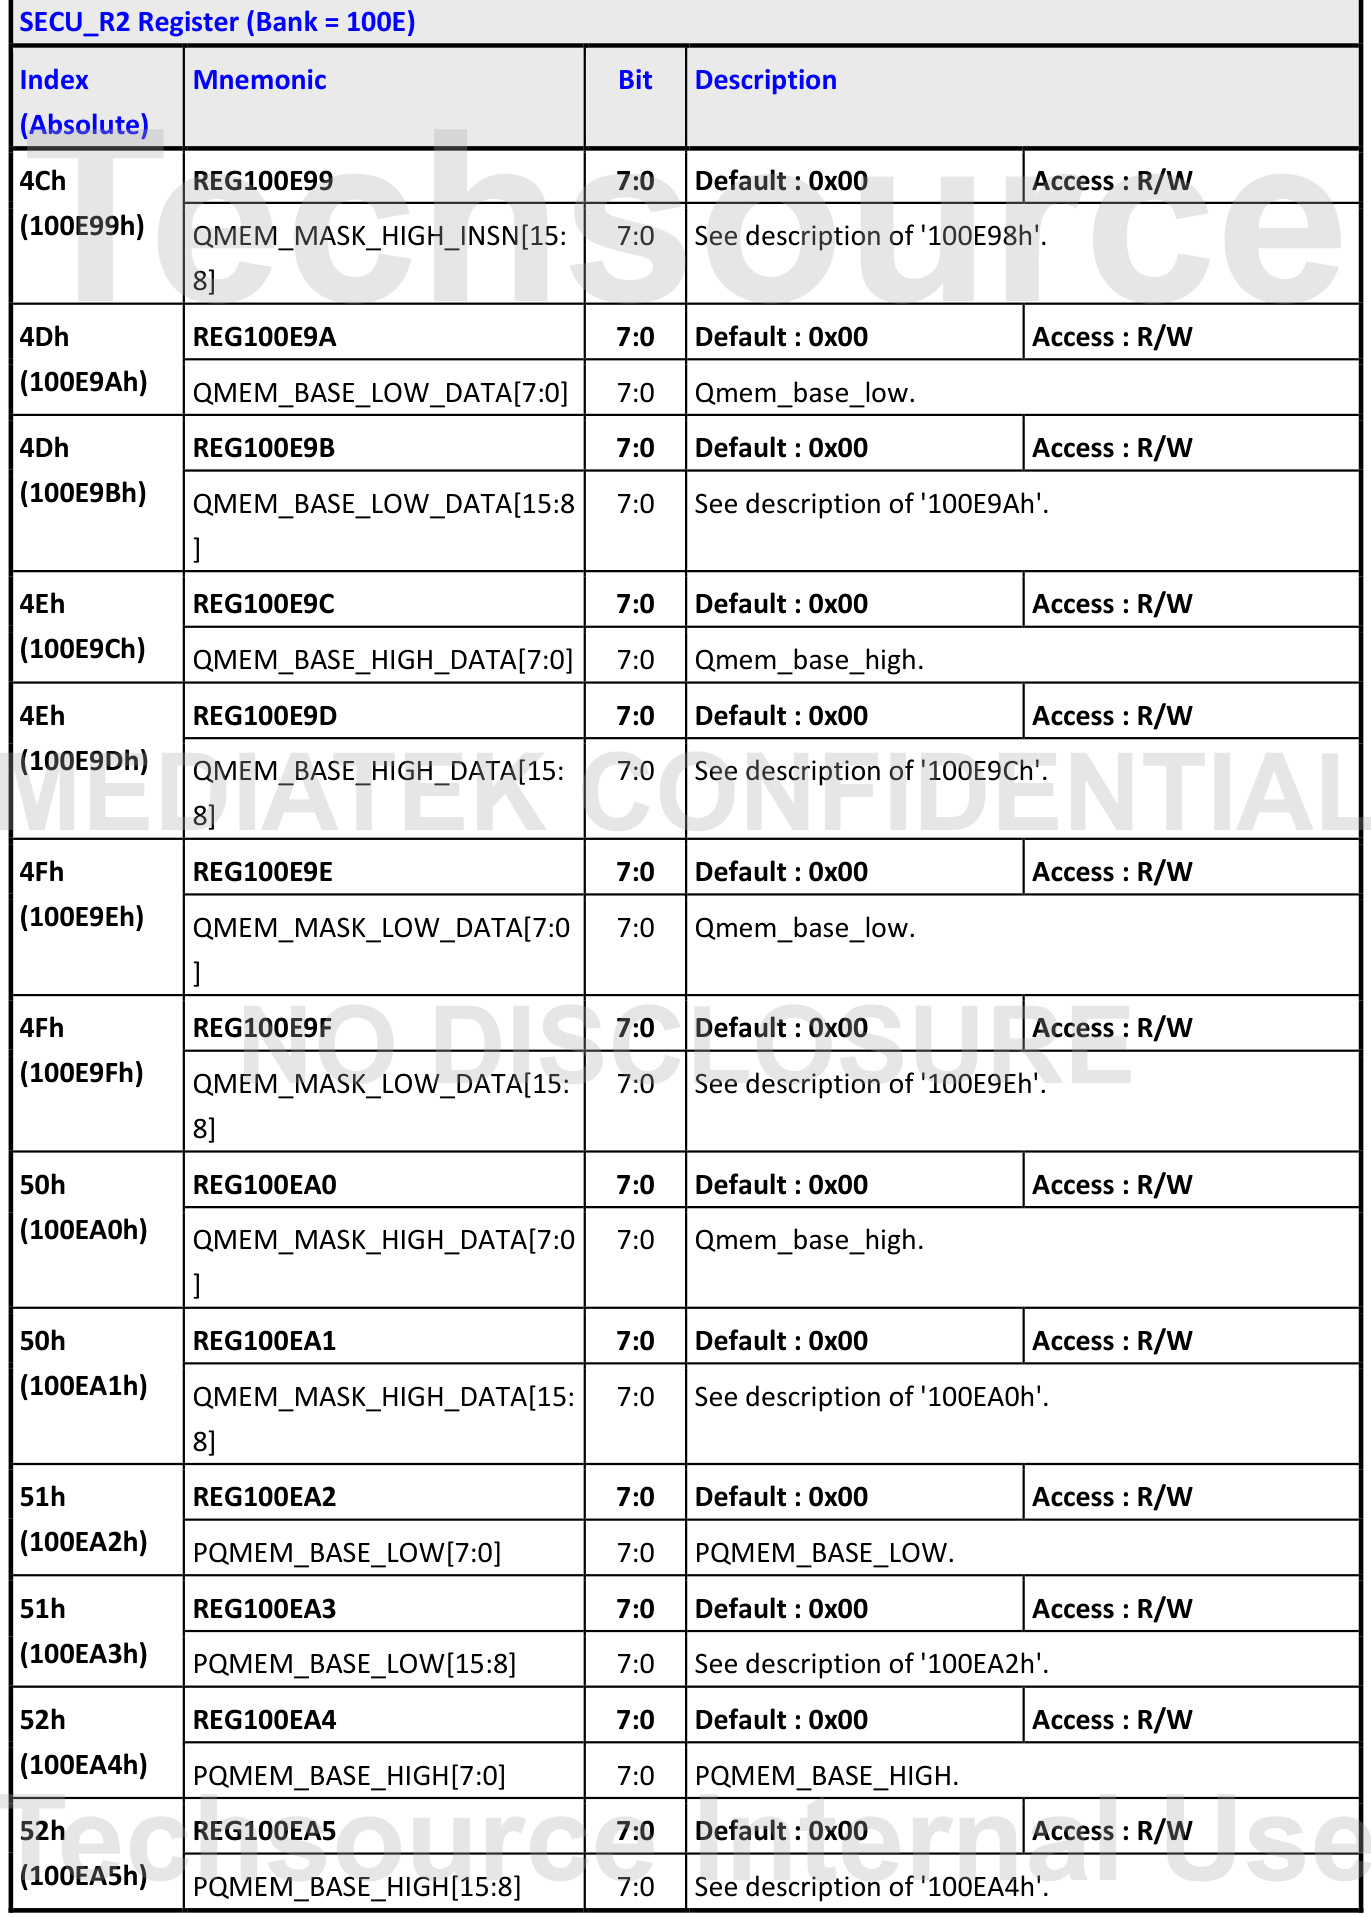 SECU_R2 Register (Bank = 100E)
Index Mnemonic Bit Description
(Absolute)
4Ch REG100E99 7:0 Default : 0x00 Access : R/W
(100E99h) QMEM_MASK_HIGH_INSN[15: 7:0 See description of '100E98h'.
8]
Techsource
4Dh REG100E9A 7:0 Default : 0x00 Access : R/W
(100E9Ah) QMEM_BASE_LOW_DATA[7:0] 7:0 Qmem_base_low.
4Dh REG100E9B 7:0 Default : 0x00 Access : R/W
(100E9Bh) QMEM_BASE_LOW_DATA[15:8 7:0 See description of '100E9Ah'.
]
4Eh REG100E9C 7:0 Default : 0x00 Access : R/W
(100E9Ch) QMEM_BASE_HIGH_DATA[7:0] 7:0 Qmem_base_high.
4Eh REG100E9D 7:0 Default : 0x00 Access : R/W
(100E9Dh) QMEM_BASE_HIGH_DATA[15: 7:0 See description of '100E9Ch'.
8]
MEDIATEK CONFIDENTIAL
4Fh REG100E9E 7:0 Default : 0x00 Access : R/W
(100E9Eh) QMEM_MASK_LOW_DATA[7:0 7:0 Qmem_base_low.
]
4Fh REG100E9F 7:0 Default : 0x00 Access : R/W
(100E9Fh) QMEM_MASK_LOW_DATA[15: 7:0 See description of '100E9Eh'.
8]
NO DISCLOSURE
50h REG100EA0 7:0 Default : 0x00 Access : R/W
(100EA0h) QMEM_MASK_HIGH_DATA[7:0 7:0 Qmem_base_high.
]
50h REG100EA1 7:0 Default : 0x00 Access : R/W
(100EA1h) QMEM_MASK_HIGH_DATA[15: 7:0 See description of '100EA0h'.
8]
51h REG100EA2 7:0 Default : 0x00 Access : R/W
(100EA2h) PQMEM_BASE_LOW[7:0] 7:0 PQMEM_BASE_LOW.
51h REG100EA3 7:0 Default : 0x00 Access : R/W
(100EA3h) PQMEM_BASE_LOW[15:8] 7:0 See description of '100EA2h'.
52h REG100EA4 7:0 Default : 0x00 Access : R/W
(100EA4h) PQMEM_BASE_HIGH[7:0] 7:0 PQMEM_BASE_HIGH.
52h REG100EA5 7:0 Default : 0x00 Access : R/W
(100EA5h) PQMEM_BASE_HIGH[15:8] 7:0 See description of '100EA4h'.
Techsource Internal Use